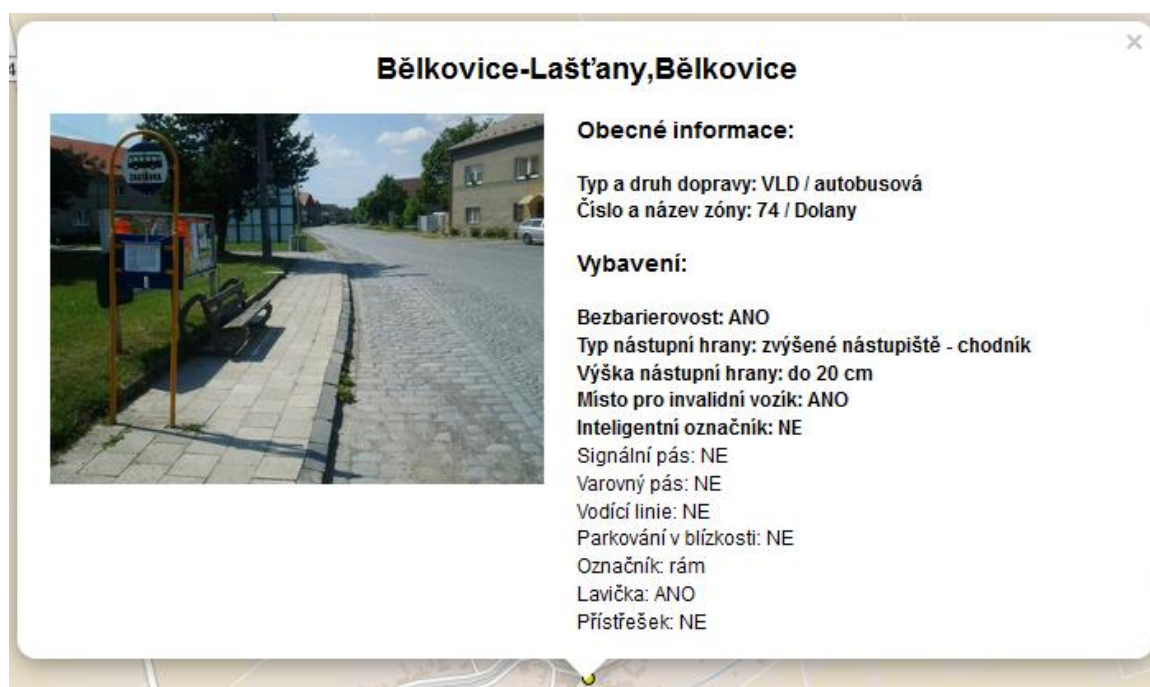 Bělkovice-Lašťany,Bělkovice
×
ZASTÁVKA
Obecné informace:
Typ a druh dopravy: VLD / autobusová
Číslo a název zóny: 74 / Dolany
Vybavení:
Bezbarierovost: ANO
Typ nástupní hrany: zvýšené nástupiště - chodník
Výška nástupní hrany: do 20 cm
Místo pro invalidní vozík: ANO
Inteligentní označník: NE
Signální pás: NE
Varovný pás: NE
Vodící linie: NE
Parkování v blízkosti: NE
Označník: rám
Lavička: ANO
Přístřešek: NE